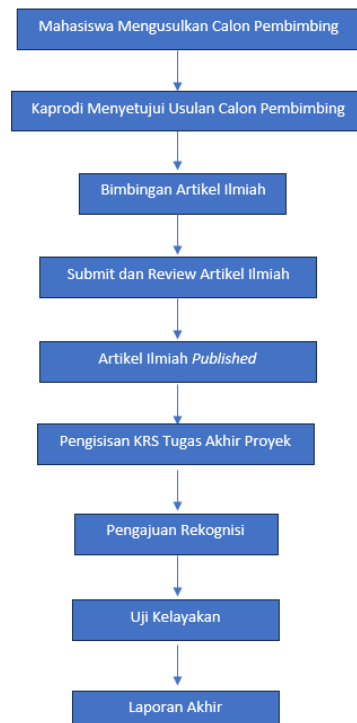 Mahasiswa Mengusulkan Calon Pembimbing
Kaprodi Menyetujui Usulan Calon Pembimbing
Bimbingan Artikel Ilmiah
Submit dan Review Artikel Ilmiah
Artikel Ilmiah Published
Pengisisan KRS Tugas Akhir Proyek
Pengajuan Rekognisi
Uji Kelayakan
Laporan Akhir